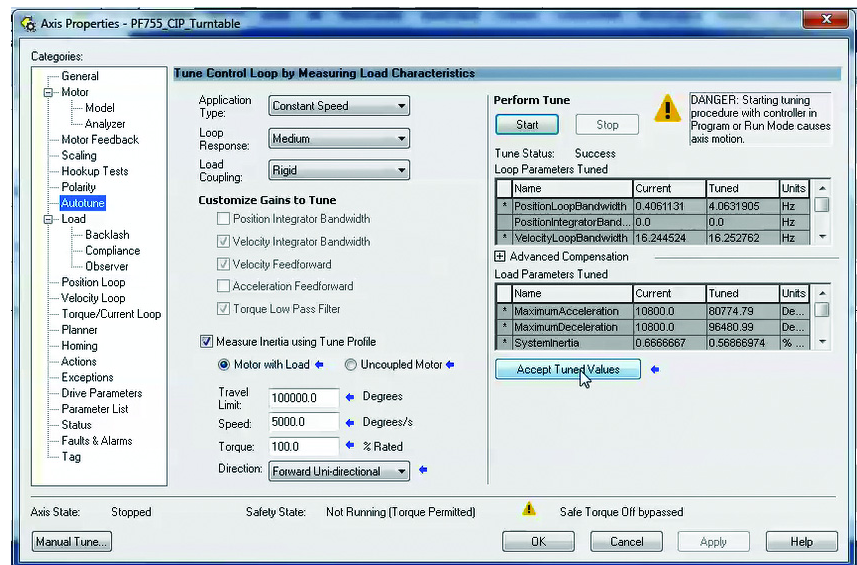 Axis Properties - PF755_CIP_Turntable
Categories:
General
Motor
Model
Analyzer
Motor Feedback
Scaling
Hookup Tests
Polarity
Autotune
Load
Backlash
Compliance
Observer
Position Loop
Velocity Loop
Torque/Current Loop
Planner
Homing
Actions
Exceptions
Drive Parameters
Parameter List
Status
Faults & Alarms
Tag
Tune Control Loop by Measuring Load Characteristics
Application Type: Constant Speed
Loop Response: Medium
Load Coupling: Rigid
Customize Gains to Tune
Position Integrator Bandwidth
Velocity Integrator Bandwidth
Velocity Feedforward
Acceleration Feedforward
Torque Low Pass Filter
Measure Inertia using Tune Profile
Motor with Load Uncoupled Motor
Travel Limit: 100000.0 Degrees
Speed: 5000.0 Degrees/s
Torque: 100.0 % Rated
Direction: Forward Uni-directional
Perform Tune
Start Stop
DANGER: Starting tuning
procedure with controller in
Program or Run Mode causes
axis motion.
Tune Status: Success
Loop Parameters Tuned
Name Current Tuned Units
* PositionLoopBandwidth 0.4061131 4.0631905 Hz
PositionIntegratorBand... 0.0 0.0 Hz
* VelocityLoopBandwidth 16.244524 16.252762 Hz
Advanced Compensation
Load Parameters Tuned
Name Current Tuned Units
* MaximumAcceleration 10800.0 80774.79 De...
* MaximumDeceleration 10800.0 96480.99 De...
* SystemInertia 0.6666667 0.56866974 % ...
Accept Tuned Values
Axis State: Stopped Safety State: Not Running (Torque Permitted) Safe Torque Off bypassed
Manual Tune... OK Cancel Apply Help